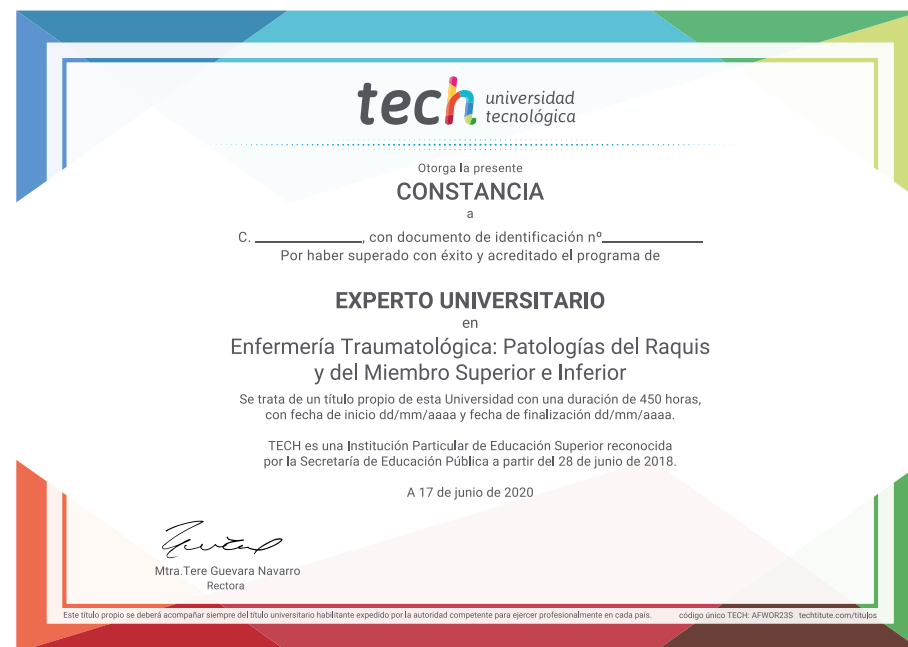 tech universidad
tecnológica
Otorga la presente
CONSTANCIA
a
C. ____________, con documento de identificación nº____________
Por haber superado con éxito y acreditado el programa de
EXPERTO UNIVERSITARIO
en
Enfermería Traumatológica: Patologías del Raquis
y del Miembro Superior e Inferior
Se trata de un título propio de esta Universidad con una duración de 450 horas,
con fecha de inicio dd/mm/aaaa y fecha de finalización dd/mm/aaaa.
TECH es una Institución Particular de Educación Superior reconocida
por la Secretaría de Educación Pública a partir del 28 de junio de 2018.
A 17 de junio de 2020
Mtra.Tere Guevara Navarro
Rectora
Este título propio se deberá acompañar siempre del título universitario habilitante expedido por la autoridad competente para ejercer profesionalmente en cada país. código único TECH: AFWOR23S techtitute.com/titulos